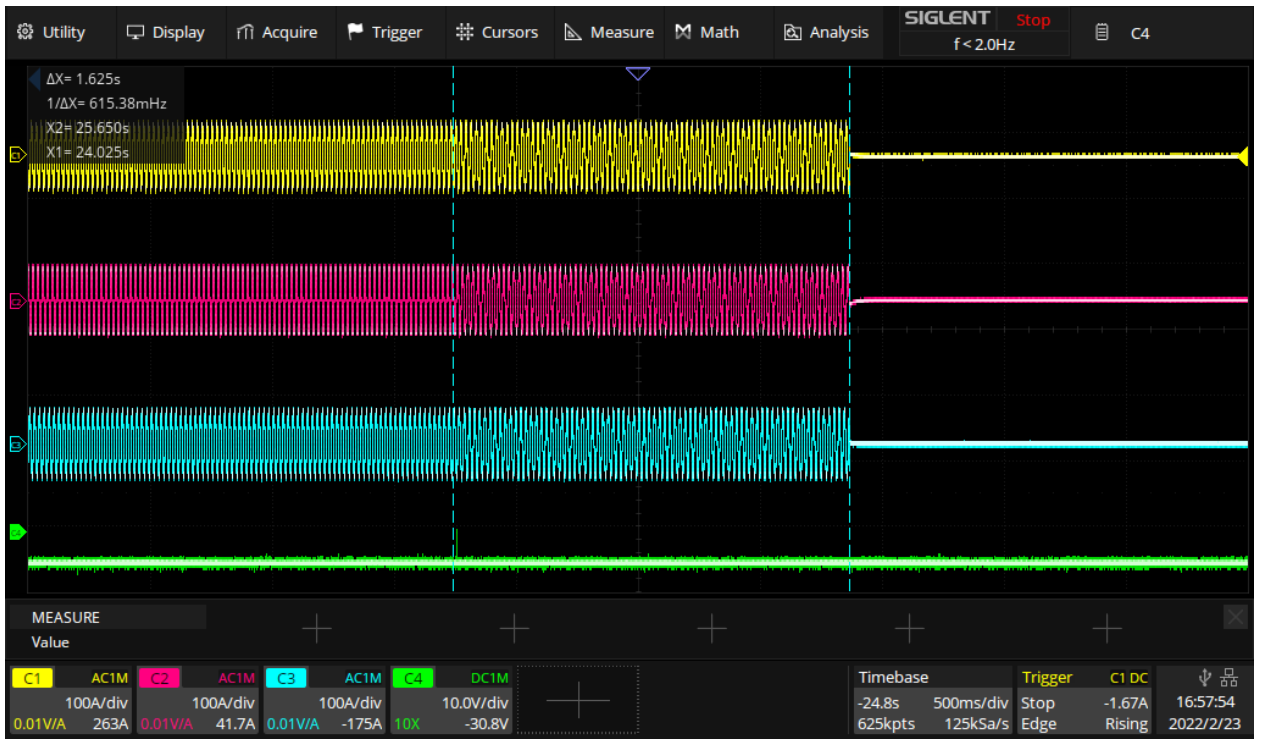 Utility Display Acquire Trigger Cursors Measure Math Analysis SIGLENT Stop C4
f < 2.0Hz
ΔX= 1.625s
1/ΔX= 615.38mHz
X2= 25.650s
X1= 24.025s
C1
C2
C3
C4
MEASURE
Value
C1 AC1M C2 AC1M C3 AC1M C4 DC1M Timebase Trigger C1 DC
100A/div 100A/div 100A/div 10.0V/div -24.8s 500ms/div Stop -1.67A 16:57:54
0.01V/A 263A 0.01V/A 41.7A 0.01V/A -175A 10X -30.8V 625kpts 125kSa/s Edge Rising 2022/2/23